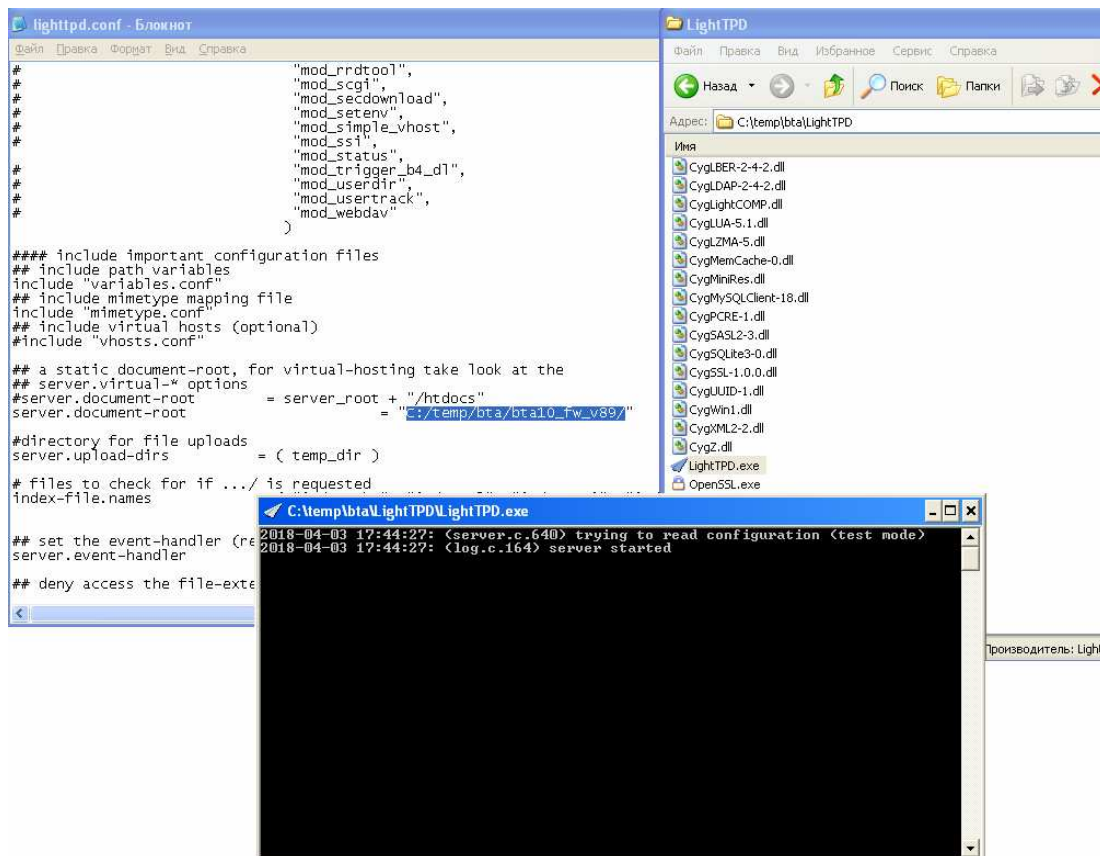 lighttpd.conf - Блокнот
Файл Правка Формат Вид Справка
# "mod_rrdtool",
# "mod_scgi",
# "mod_secdownload",
# "mod_setenv",
# "mod_simple_vhost",
# "mod_ssi",
"mod_status",
# "mod_trigger_b4_dl",
# "mod_userdir",
# "mod_usertrack",
# "mod_webdav"
)
#### include important configuration files
## include path variables
include "variables.conf"
## include mimetype mapping file
include "mimetype.conf"
## include virtual hosts (optional)
#include "vhosts.conf"
## a static document-root, for virtual-hosting take look at the
## server.virtual-* options
#server.document-root = server_root + "/htdocs"
server.document-root = "C:/temp/bta/bta10_fw_v89/"
#directory for file uploads
server.upload-dirs = ( temp_dir )
# files to check for if .../ is requested
index-file.names
## set the event-handler (re
server.event-handler
## deny access the file-exte
LightTPD
Файл Правка Вид Избранное Сервис Справка
Назад Поиск Папки
Адрес: C:\temp\bta\LightTPD
Имя
CygLBER-2-4-2.dll
CygLDAP-2-4-2.dll
CygLightCOMP.dll
CygLUA-5.1.dll
CygLZMA-5.dll
CygMemCache-0.dll
CygMiniRes.dll
CygMySQLClient-18.dll
CygPCRE-1.dll
CygSASL2-3.dll
CygSQLite3-0.dll
CygSSL-1.0.0.dll
CygUUID-1.dll
CygWin1.dll
CygXML2-2.dll
CygZ.dll
LightTPD.exe
OpenSSL.exe
Производитель: Light
C:\temp\bta\LightTPD\LightTPD.exe
2018-04-03 17:44:27: (server.c.640) trying to read configuration (test mode)
2018-04-03 17:44:27: (log.c.164) server started